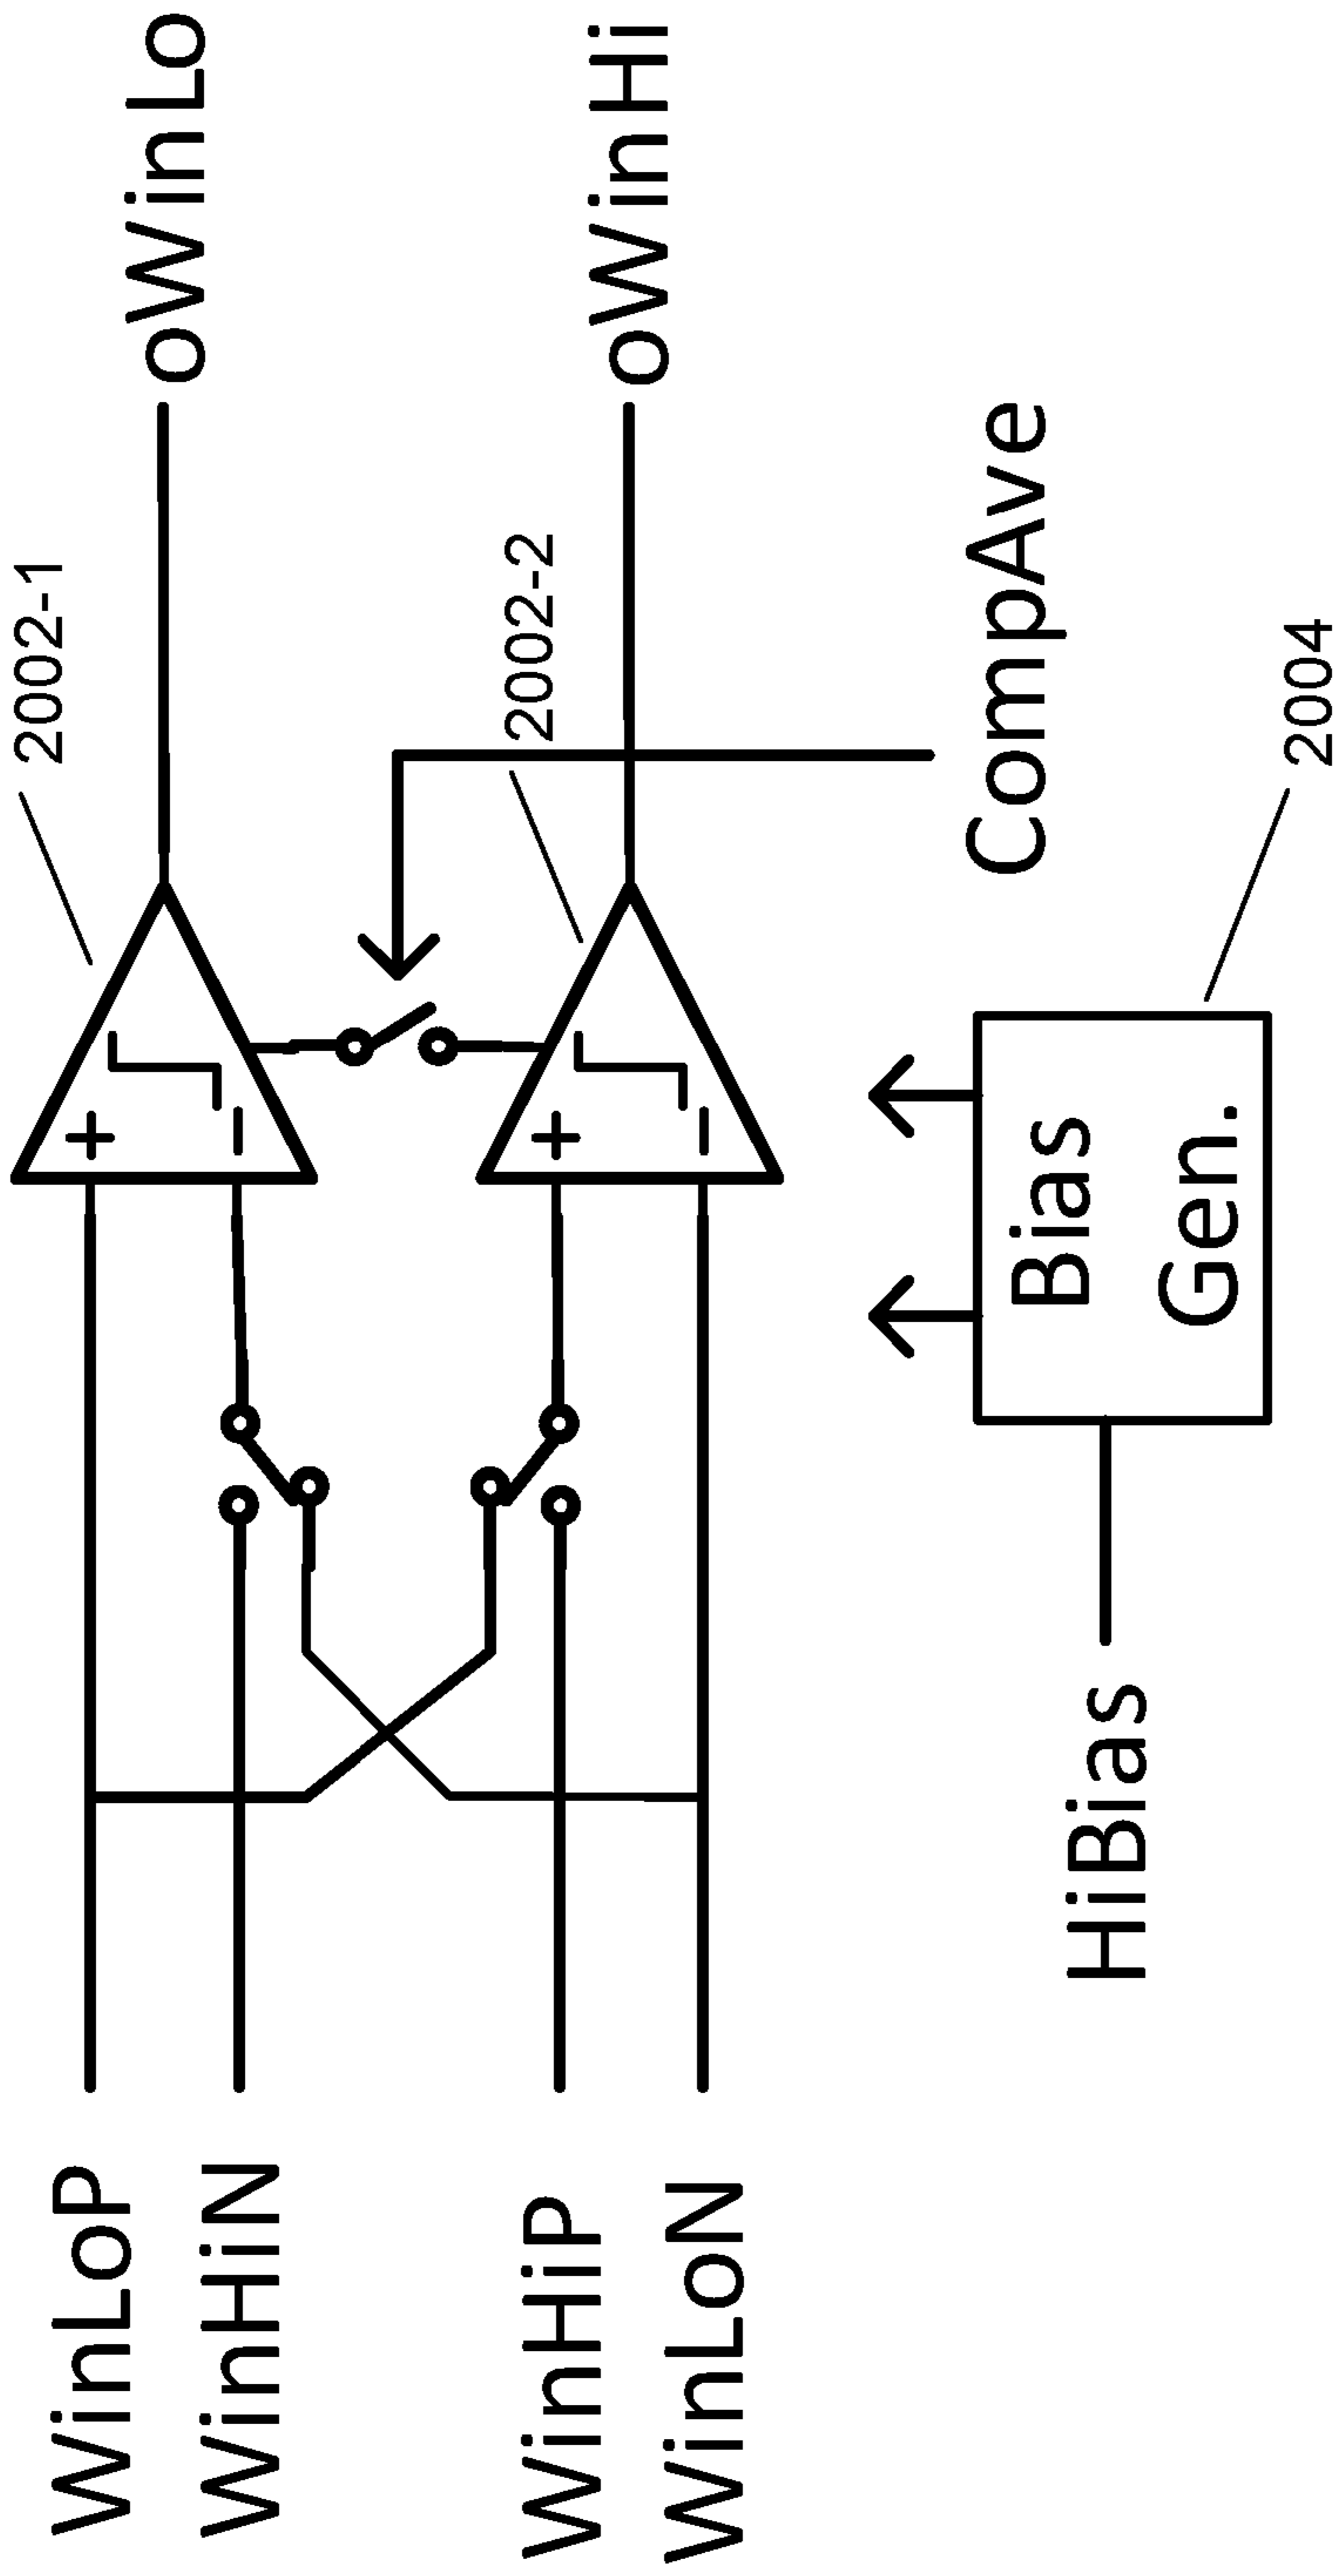 2002-1
WinLoP
WinHiN
+
−
oWinLo
2002-2
WinHiP
WinLoN
+
−
oWinHi
CompAve
HiBias
Bias
Gen.
2004